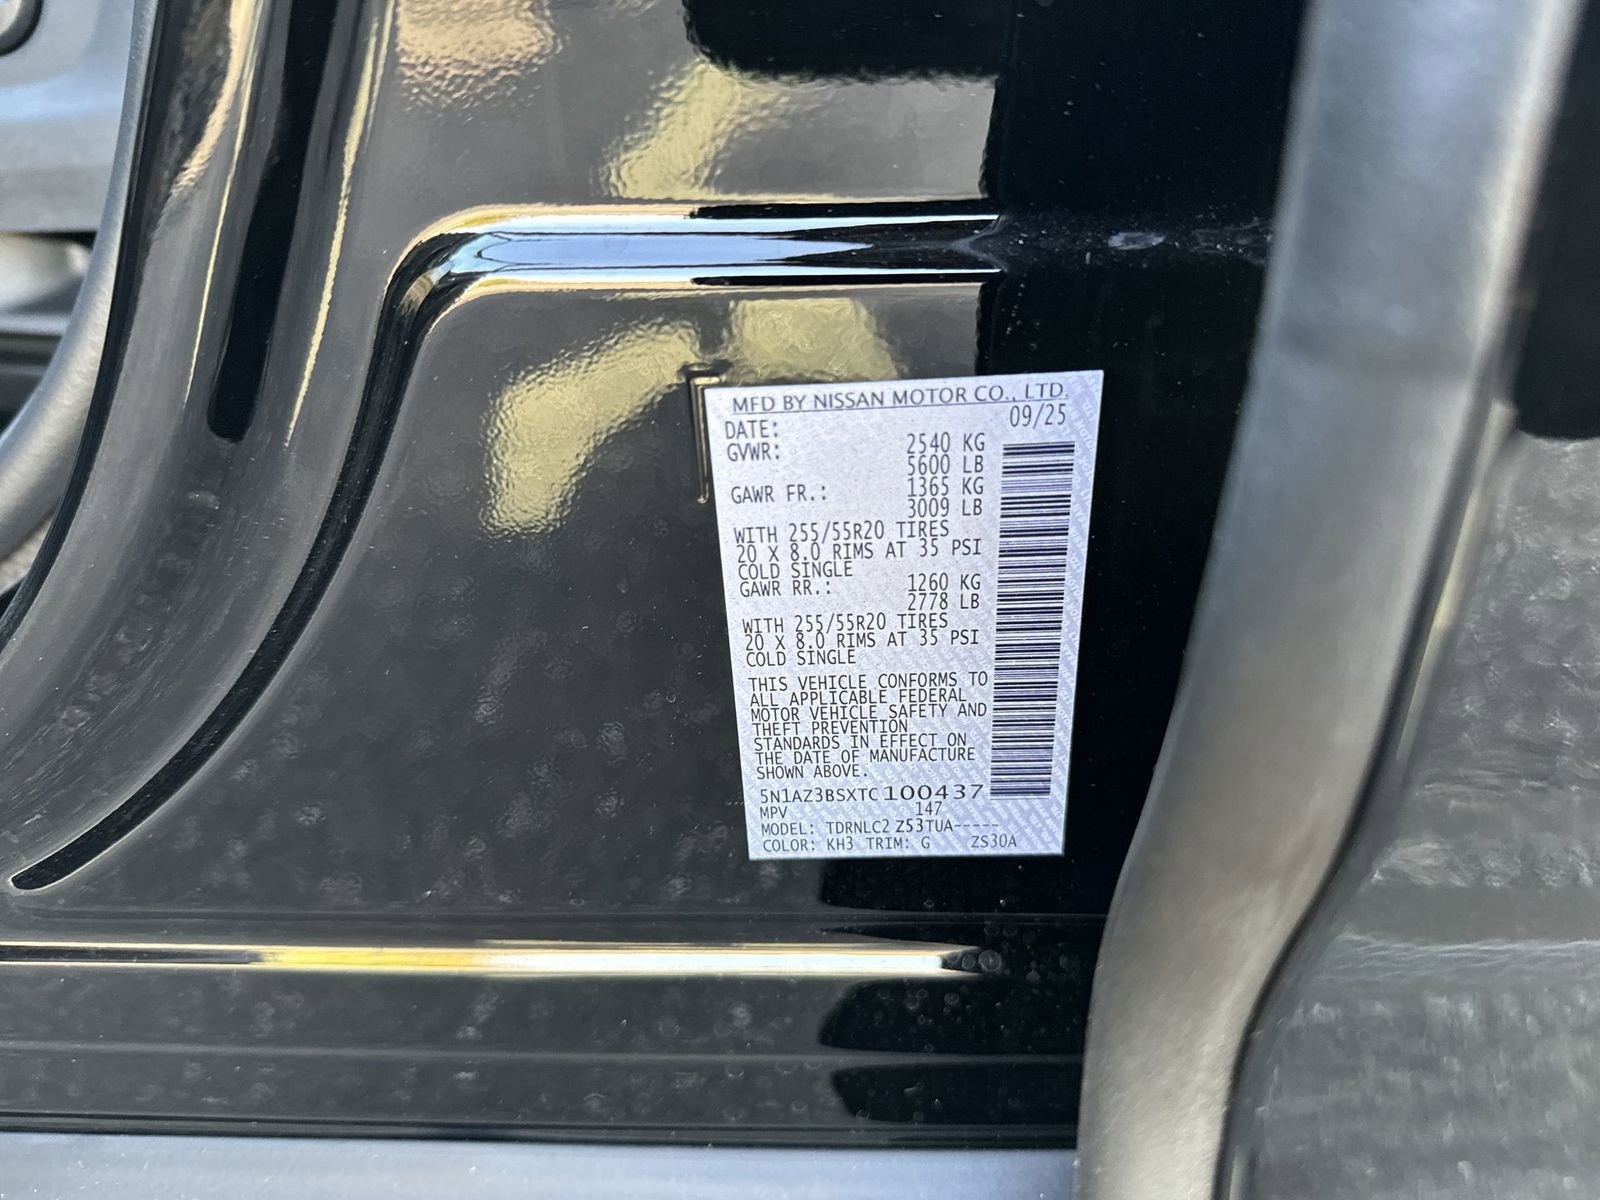 MFD BY NISSAN MOTOR CO., LTD.
DATE: 09/25
GVWR: 2540 KG
5600 LB
GAWR FR.: 1365 KG
3009 LB
WITH 255/55R20 TIRES
20 X 8.0 RIMS AT 35 PSI
COLD SINGLE
GAWR RR.: 1260 KG
2778 LB
WITH 255/55R20 TIRES
20 X 8.0 RIMS AT 35 PSI
COLD SINGLE
THIS VEHICLE CONFORMS TO
ALL APPLICABLE FEDERAL
MOTOR VEHICLE SAFETY AND
THEFT PREVENTION
STANDARDS IN EFFECT ON
THE DATE OF MANUFACTURE
SHOWN ABOVE.
5N1AZ3BSXTC100437
MPV 147
MODEL: TDRNLC2 Z53TUA-----
COLOR: KH3 TRIM: G ZS30A